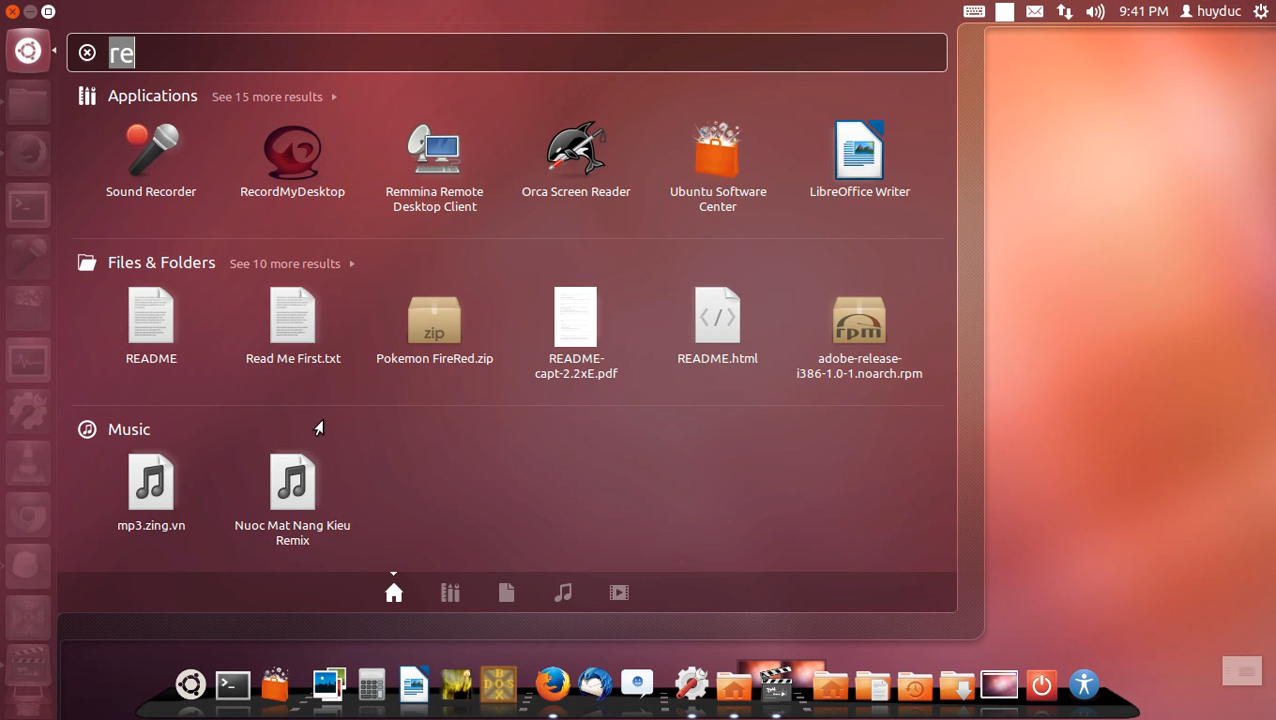 9:41 PM huyduc
re
Applications See 15 more results
Sound Recorder
RecordMyDesktop
Remmina Remote
Desktop Client
Orca Screen Reader
Ubuntu Software
Center
LibreOffice Writer
Files & Folders See 10 more results
README
Read Me First.txt
zip
Pokemon FireRed.zip
README-
capt-2.2xE.pdf
README.html
rpm
adobe-release-
i386-1.0-1.noarch.rpm
Music
mp3.zing.vn
Nuoc Mat Nang Kieu
Remix
DOS